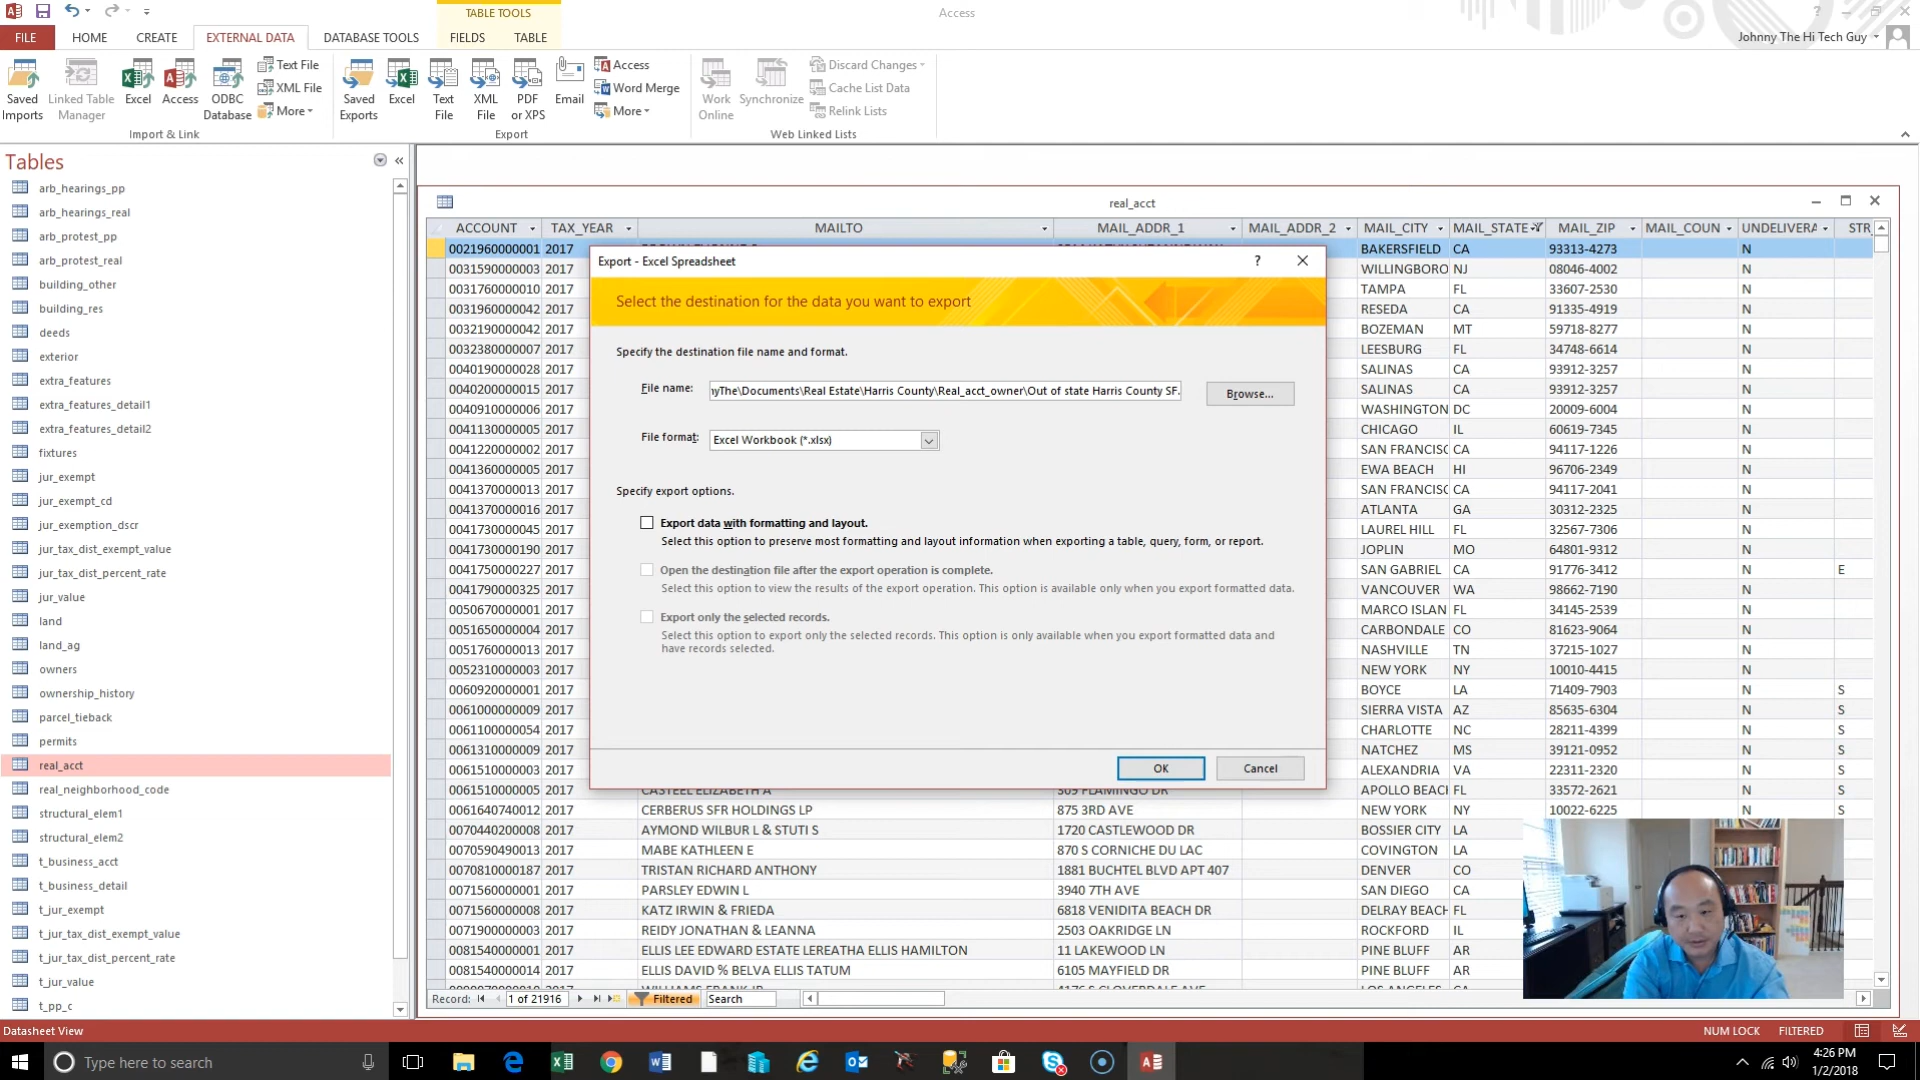 TABLE TOOLS
Access
FILE HOME CREATE EXTERNAL DATA DATABASE TOOLS FIELDS TABLE
Johnny The Hi Tech Guy
Saved Imports
Linked Table Manager
Excel
Access
ODBC Database
Text File
XML File
More
Import & Link
Saved Exports
Excel
Text File
XML File
PDF or XPS
Email
Access
Word Merge
More
Export
Work Online
Synchronize
Discard Changes
Cache List Data
Relink Lists
Web Linked Lists
Tables
arb_hearings_pp
arb_hearings_real
arb_protest_pp
arb_protest_real
building_other
building_res
deeds
exterior
extra_features
extra_features_detail1
extra_features_detail2
fixtures
jur_exempt
jur_exempt_cd
jur_exemption_dscr
jur_tax_dist_exempt_value
jur_tax_dist_percent_rate
jur_value
land
land_ag
owners
ownership_history
parcel_tieback
permits
real_acct
real_neighborhood_code
structural_elem1
structural_elem2
t_business_acct
t_business_detail
t_jur_exempt
t_jur_tax_dist_exempt_value
t_jur_tax_dist_percent_rate
t_jur_value
t_pp_c
real_acct
ACCOUNT TAX_YEAR MAILTO MAIL_ADDR_1 MAIL_ADDR_2 MAIL_CITY MAIL_STATE MAIL_ZIP MAIL_COUN UNDELIVERA STR
0021960000001 2017 BAKERSFIELD CA 93313-4273 N
0031590000003 2017 WILLINGBORO NJ 08046-4002 N
0031760000010 2017 TAMPA FL 33607-2530 N
0031960000042 2017 RESEDA CA 91335-4919 N
0032190000042 2017 BOZEMAN MT 59718-8277 N
0032380000007 2017 LEESBURG FL 34748-6614 N
0040190000028 2017 SALINAS CA 93912-3257 N
0040200000015 2017 SALINAS CA 93912-3257 N
0040910000006 2017 WASHINGTON DC 20009-6004 N
0041130000005 2017 CHICAGO IL 60619-7345 N
0041220000002 2017 SAN FRANCISC CA 94117-1226 N
0041360000005 2017 EWA BEACH HI 96706-2349 N
0041370000013 2017 SAN FRANCISC CA 94117-2041 N
0041370000016 2017 ATLANTA GA 30312-2325 N
0041730000045 2017 LAUREL HILL FL 32567-7306 N
0041730000190 2017 JOPLIN MO 64801-9312 N
0041750000227 2017 SAN GABRIEL CA 91776-3412 N E
0041790000325 2017 VANCOUVER WA 98662-7190 N
0050670000001 2017 MARCO ISLAN FL 34145-2539 N
0051650000004 2017 CARBONDALE CO 81623-9064 N
0051760000013 2017 NASHVILLE TN 37215-1027 N
0052310000003 2017 NEW YORK NY 10010-4415 N
0060920000001 2017 BOYCE LA 71409-7903 N S
0061000000009 2017 SIERRA VISTA AZ 85635-6304 N S
0061100000054 2017 CHARLOTTE NC 28211-4399 N S
0061310000009 2017 NATCHEZ MS 39121-0952 N S
0061510000003 2017 ALEXANDRIA VA 22311-2320 N S
0061510000005 2017 CASTEEL ELIZABETH A 309 FLAMINGO DR APOLLO BEACH FL 33572-2621 N S
0061640740012 2017 CERBERUS SFR HOLDINGS LP 875 3RD AVE NEW YORK NY 10022-6225 N S
0070440200008 2017 AYMOND WILBUR L & STUTI S 1720 CASTLEWOOD DR BOSSIER CITY LA
0070590490013 2017 MABE KATHLEEN E 870 S CORNICHE DU LAC COVINGTON LA
0070810000187 2017 TRISTAN RICHARD ANTHONY 1881 BUCHTEL BLVD APT 407 DENVER CO
0071560000001 2017 PARSLEY EDWIN L 3940 7TH AVE SAN DIEGO CA
0071560000008 2017 KATZ IRWIN & FRIEDA 6818 VENIDITA BEACH DR DELRAY BEACH FL
0071900000003 2017 REIDY JONATHAN & LEANNA 2503 OAKRIDGE LN ROCKFORD IL
0081540000001 2017 ELLIS LEE EDWARD ESTATE LEREATHA ELLIS HAMILTON 11 LAKEWOOD LN PINE BLUFF AR
0081540000014 2017 ELLIS DAVID % BELVA ELLIS TATUM 6105 MAYFIELD DR PINE BLUFF AR
Export - Excel Spreadsheet
Select the destination for the data you want to export
Specify the destination file name and format.
File name: yThe\Documents\Real Estate\Harris County\Real_acct_owner\Out of state Harris County SF. Browse...
File format: Excel Workbook (*.xlsx)
Specify export options.
Export data with formatting and layout.
Select this option to preserve most formatting and layout information when exporting a table, query, form, or report.
Open the destination file after the export operation is complete.
Select this option to view the results of the export operation. This option is available only when you export formatted data.
Export only the selected records.
Select this option to export only the selected records. This option is only available when you export formatted data and
have records selected.
OK Cancel
Record: 1 of 21916 Filtered Search
Datasheet View NUM LOCK FILTERED
Type here to search
4:26 PM
1/2/2018